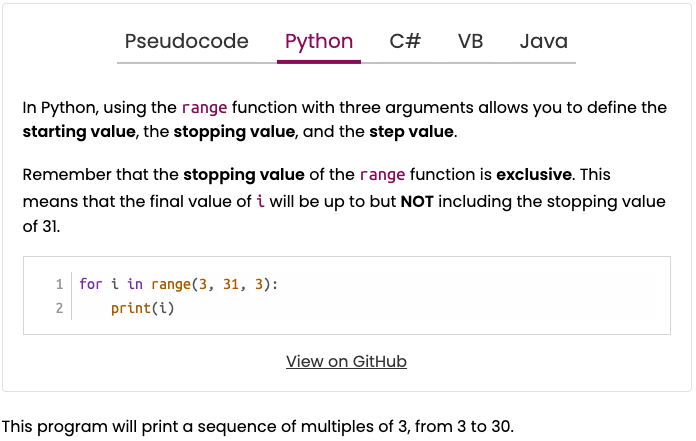 Pseudocode Python C# VB Java
In Python, using the range function with three arguments allows you to define the
starting value, the stopping value, and the step value.
Remember that the stopping value of the range function is exclusive. This
means that the final value of i will be up to but NOT including the stopping value
of 31.
1 for i in range(3, 31, 3):
2     print(i)
View on GitHub
This program will print a sequence of multiples of 3, from 3 to 30.